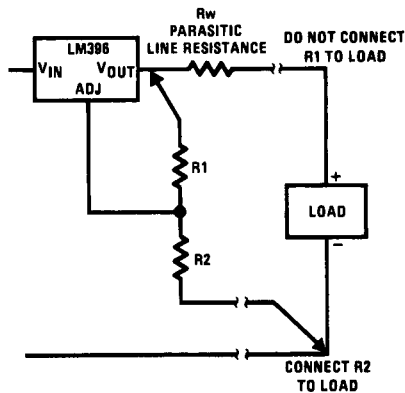 Rw
PARASITIC
LINE RESISTANCE
DO NOT CONNECT
R1 TO LOAD
LM396
VIN
VOUT
ADJ
R1
+
LOAD
−
R2
CONNECT R2
TO LOAD